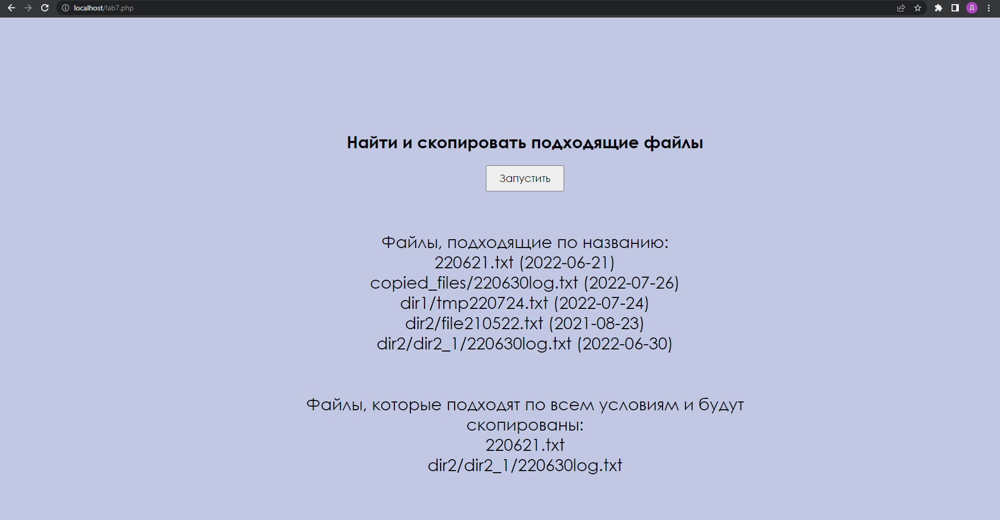 localhost/lab7.php
Д
Найти и скопировать подходящие файлы
Запустить
Файлы, подходящие по названию:
220621.txt (2022-06-21)
copied_files/220630log.txt (2022-07-26)
dir1/tmp220724.txt (2022-07-24)
dir2/file210522.txt (2021-08-23)
dir2/dir2_1/220630log.txt (2022-06-30)
Файлы, которые подходят по всем условиям и будут
скопированы:
220621.txt
dir2/dir2_1/220630log.txt